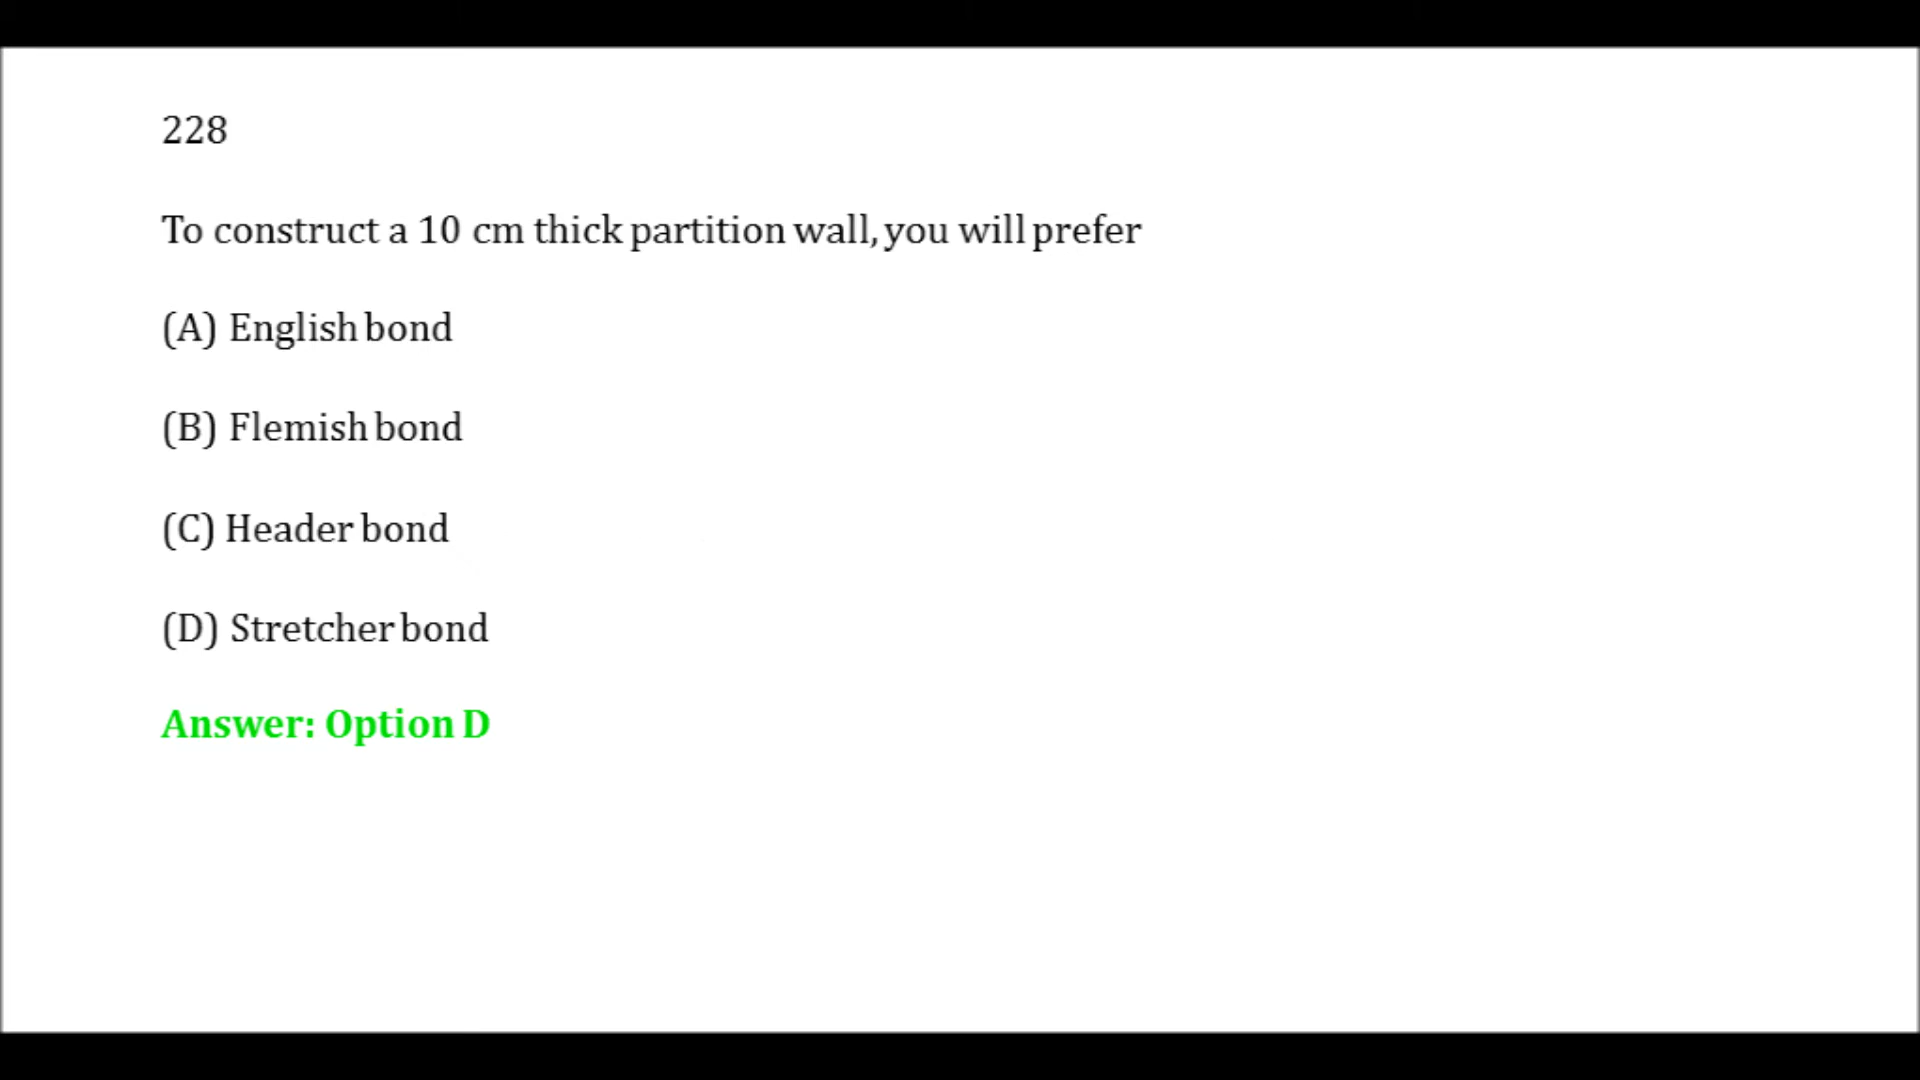 228
To construct a 10 cm thick partition wall, you will prefer
(A) English bond
(B) Flemish bond
(C) Header bond
(D) Stretcher bond
Answer: Option D